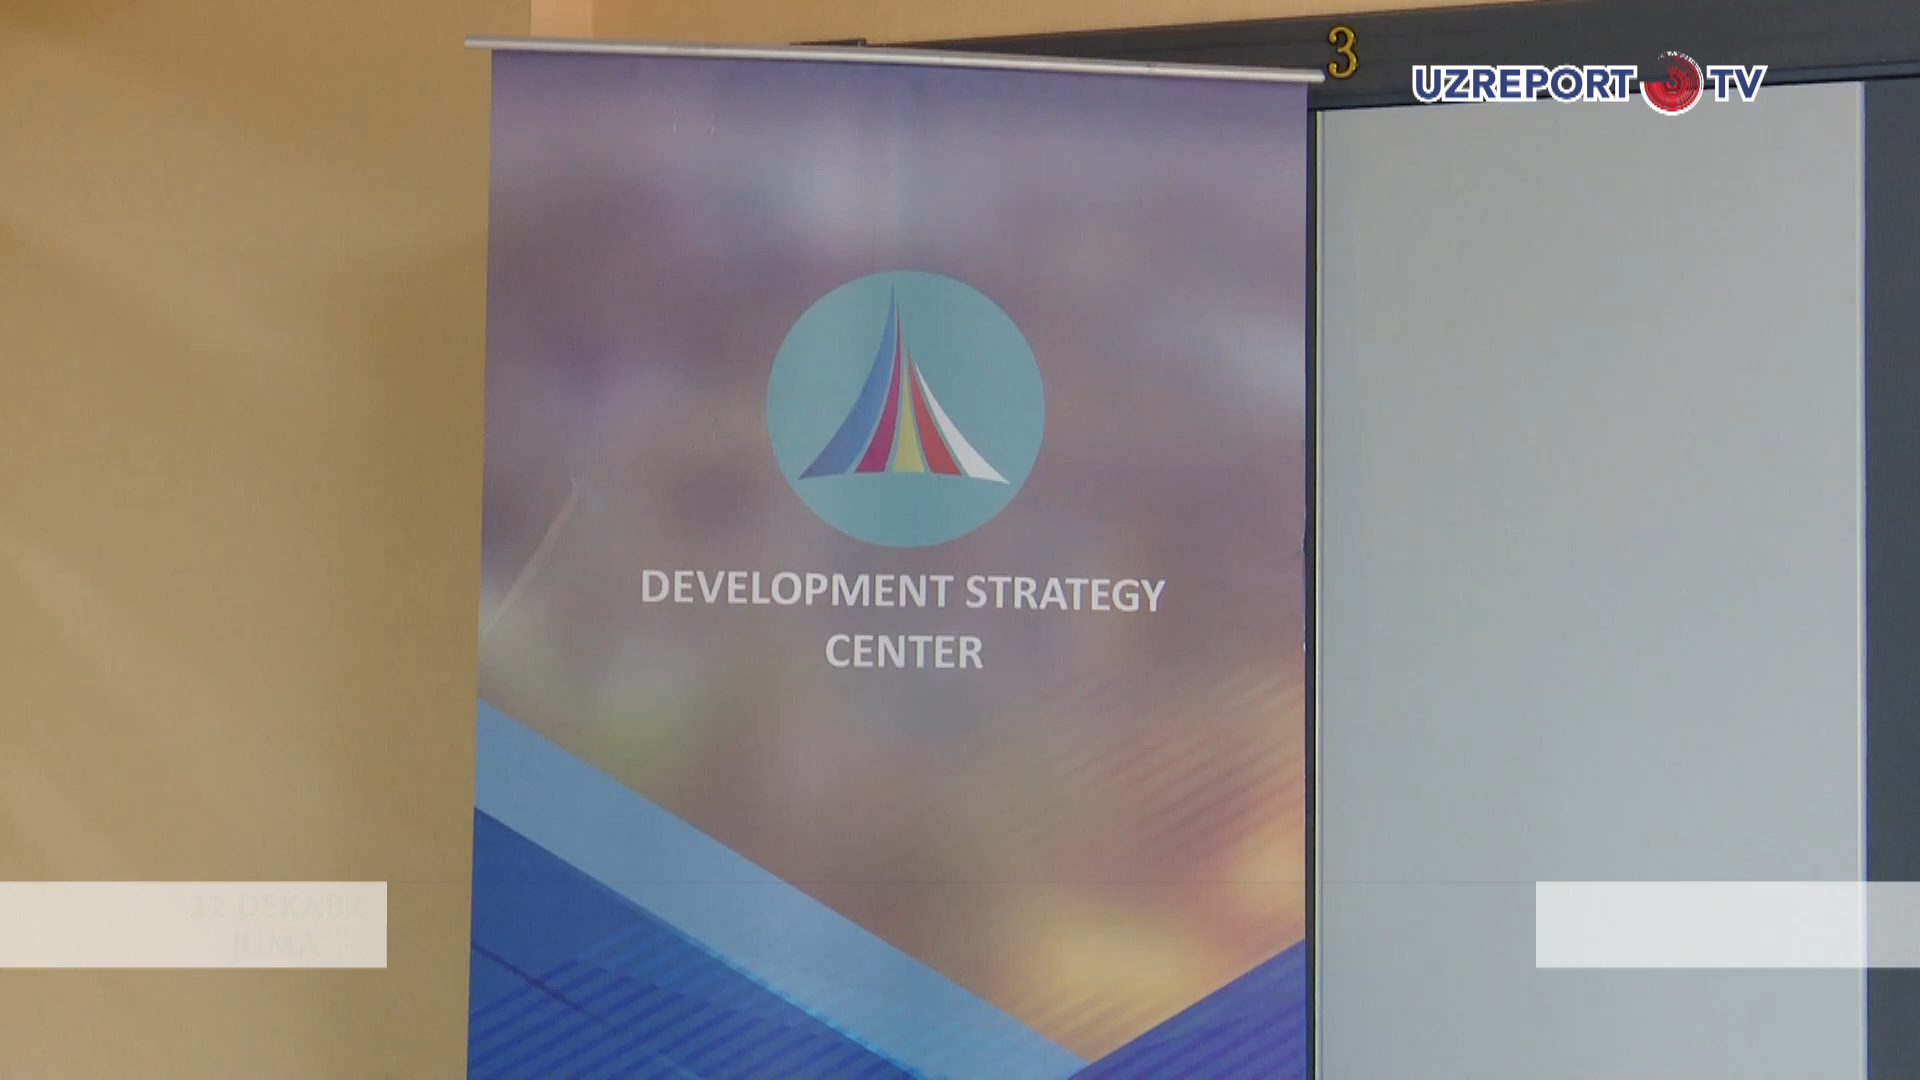 3
UZREPORT TV
DEVELOPMENT STRATEGY
CENTER
22 DEKABR
JUMA